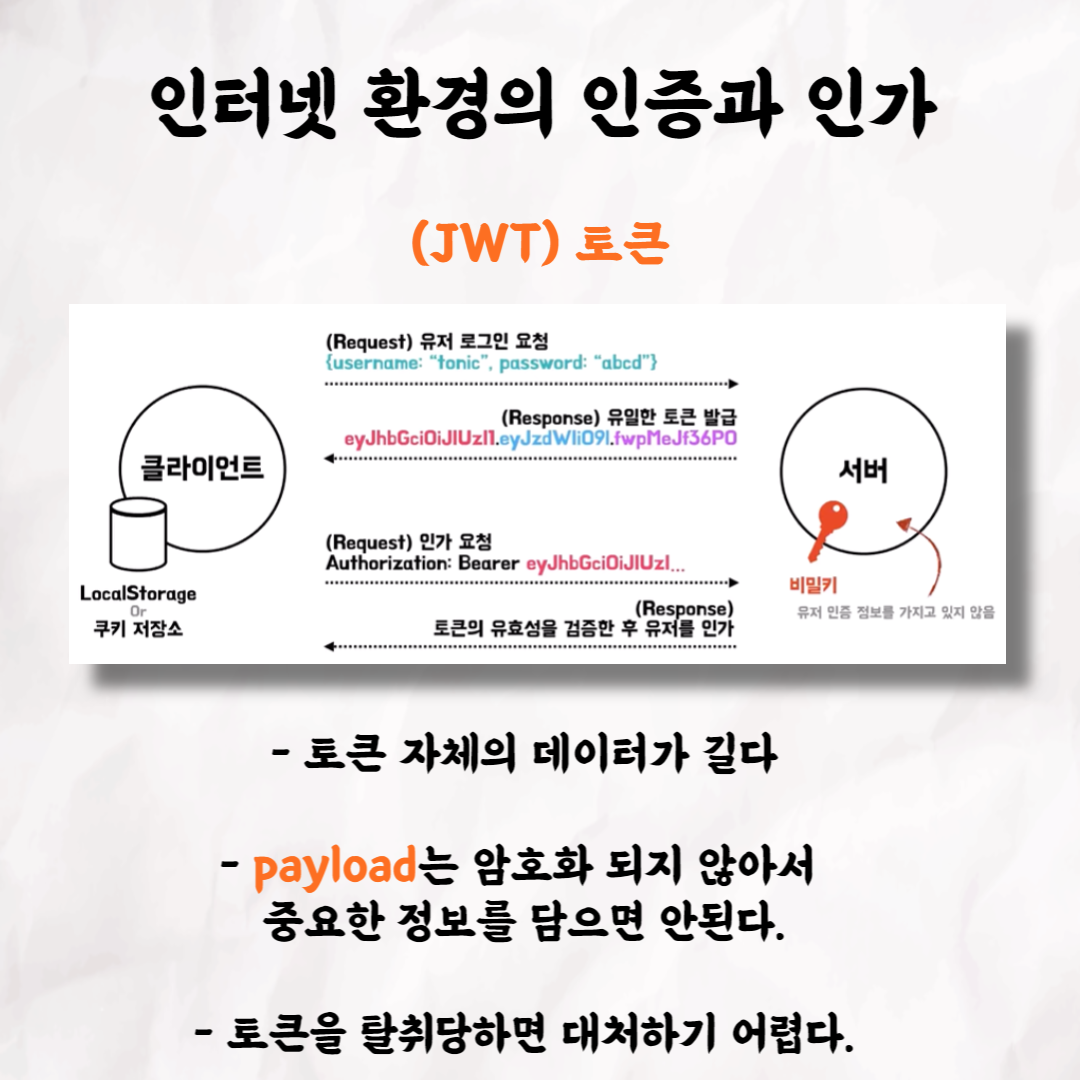 인터넷 환경의 인증과 인가
(JWT) 토큰
(Request) 유저 로그인 요청
{username: “tonic”, password: “abcd”}
(Response) 유일한 토큰 발급
eyJhbGciOiJIUzI1.eyJzdWIiO9I.fwpMeJf36PO
클라이언트
서버
(Request) 인가 요청
Authorization: Bearer eyJhbGciOiJIUzI...
비밀키
LocalStorage
Or
쿠키 저장소
(Response)
토큰의 유효성을 검증한 후 유저를 인가
유저 인증 정보를 가지고 있지 않음
- 토큰 자체의 데이터가 길다
- payload는 암호화 되지 않아서
중요한 정보를 담으면 안된다.
- 토큰을 탈취당하면 대처하기 어렵다.